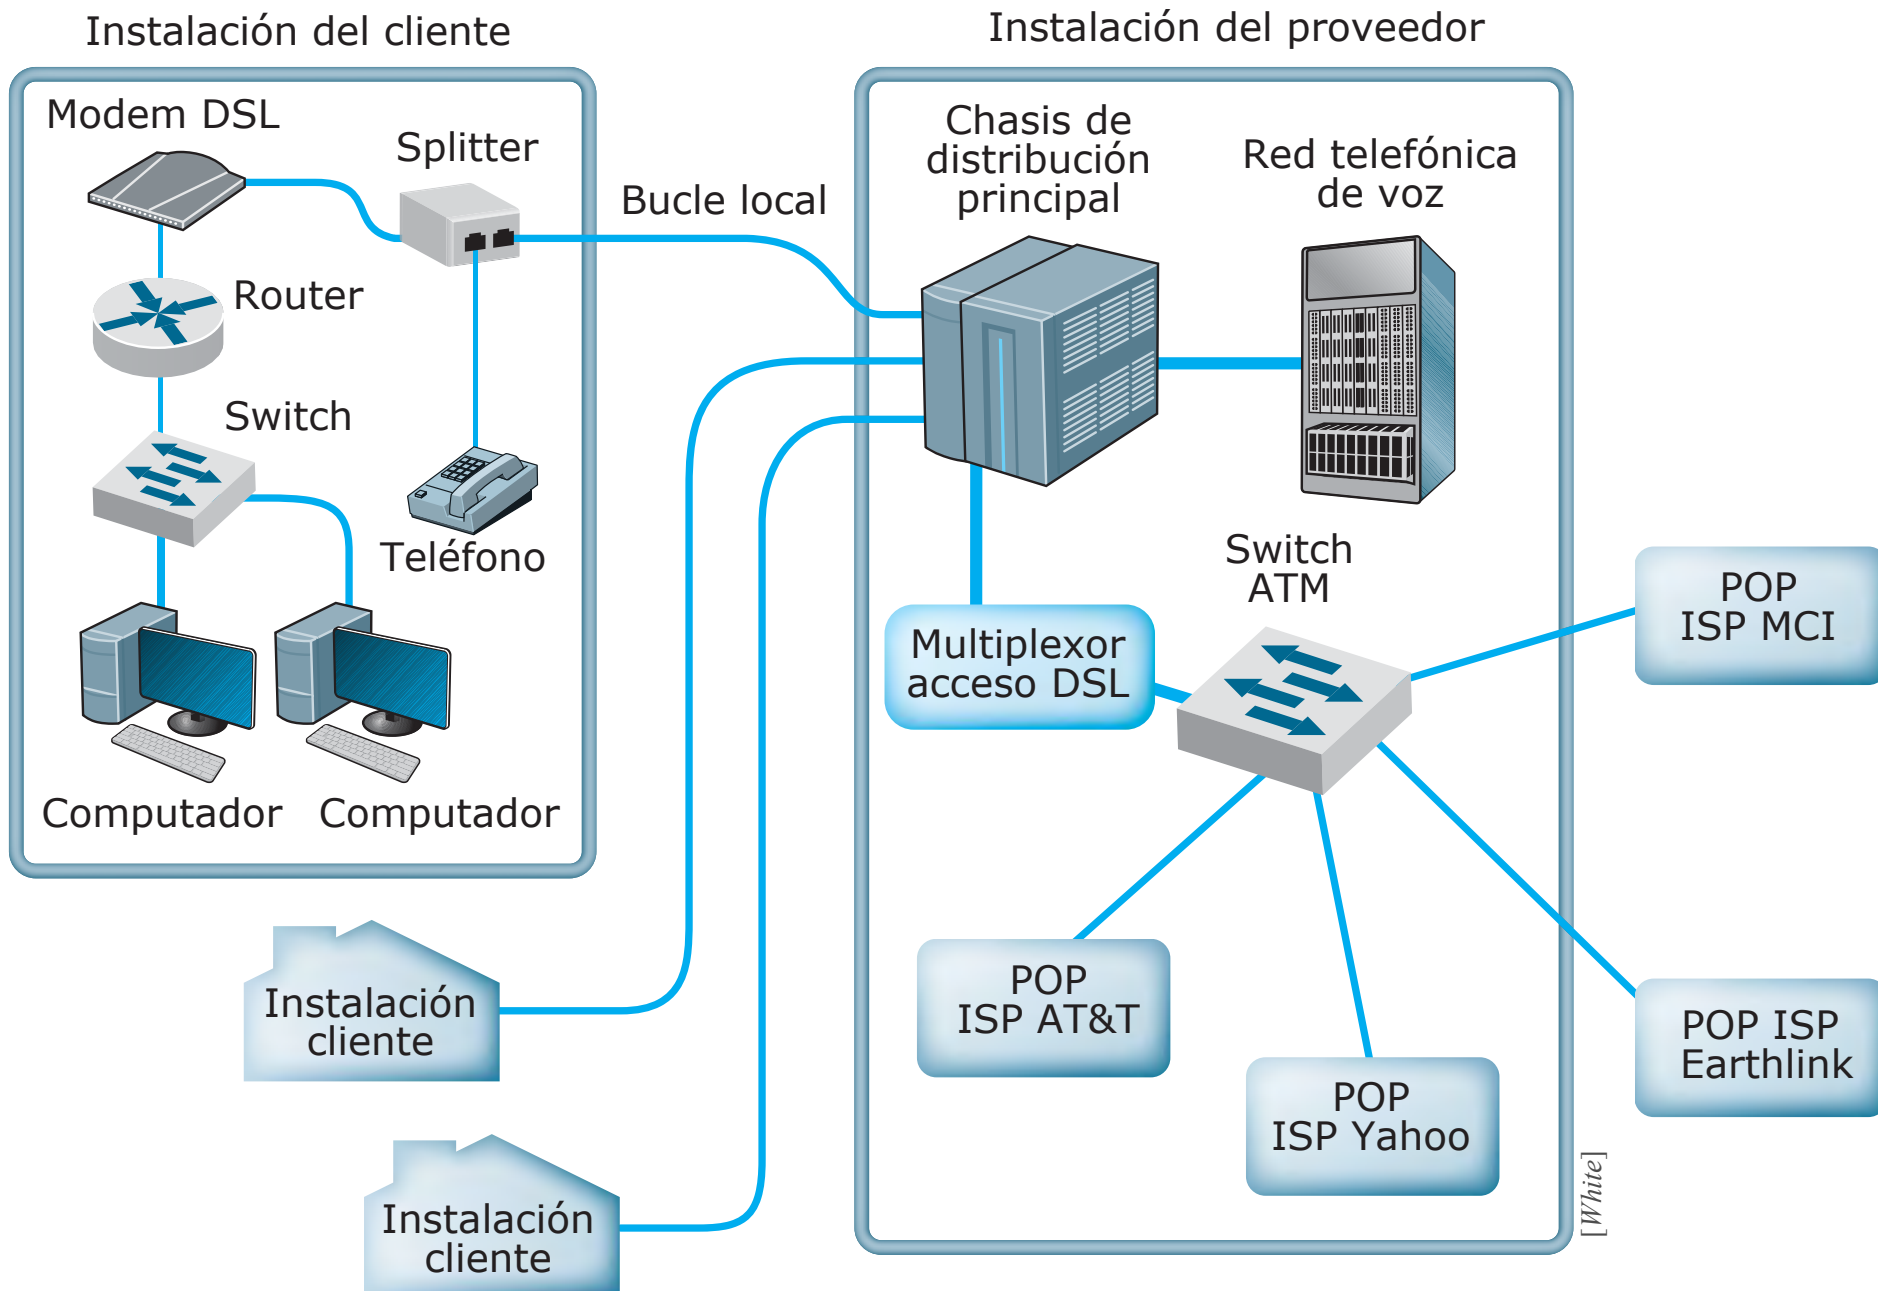 Instalación del cliente
Instalación del proveedor
Modem DSL
Splitter
Bucle local
Chasis de
distribución
principal
Red telefónica
de voz
Router
Switch
Teléfono
Switch
ATM
POP
ISP MCI
Multiplexor
acceso DSL
Computador
Computador
POP
ISP AT&T
Instalación
cliente
POP ISP
Earthlink
POP
ISP Yahoo
Instalación
cliente
[White]